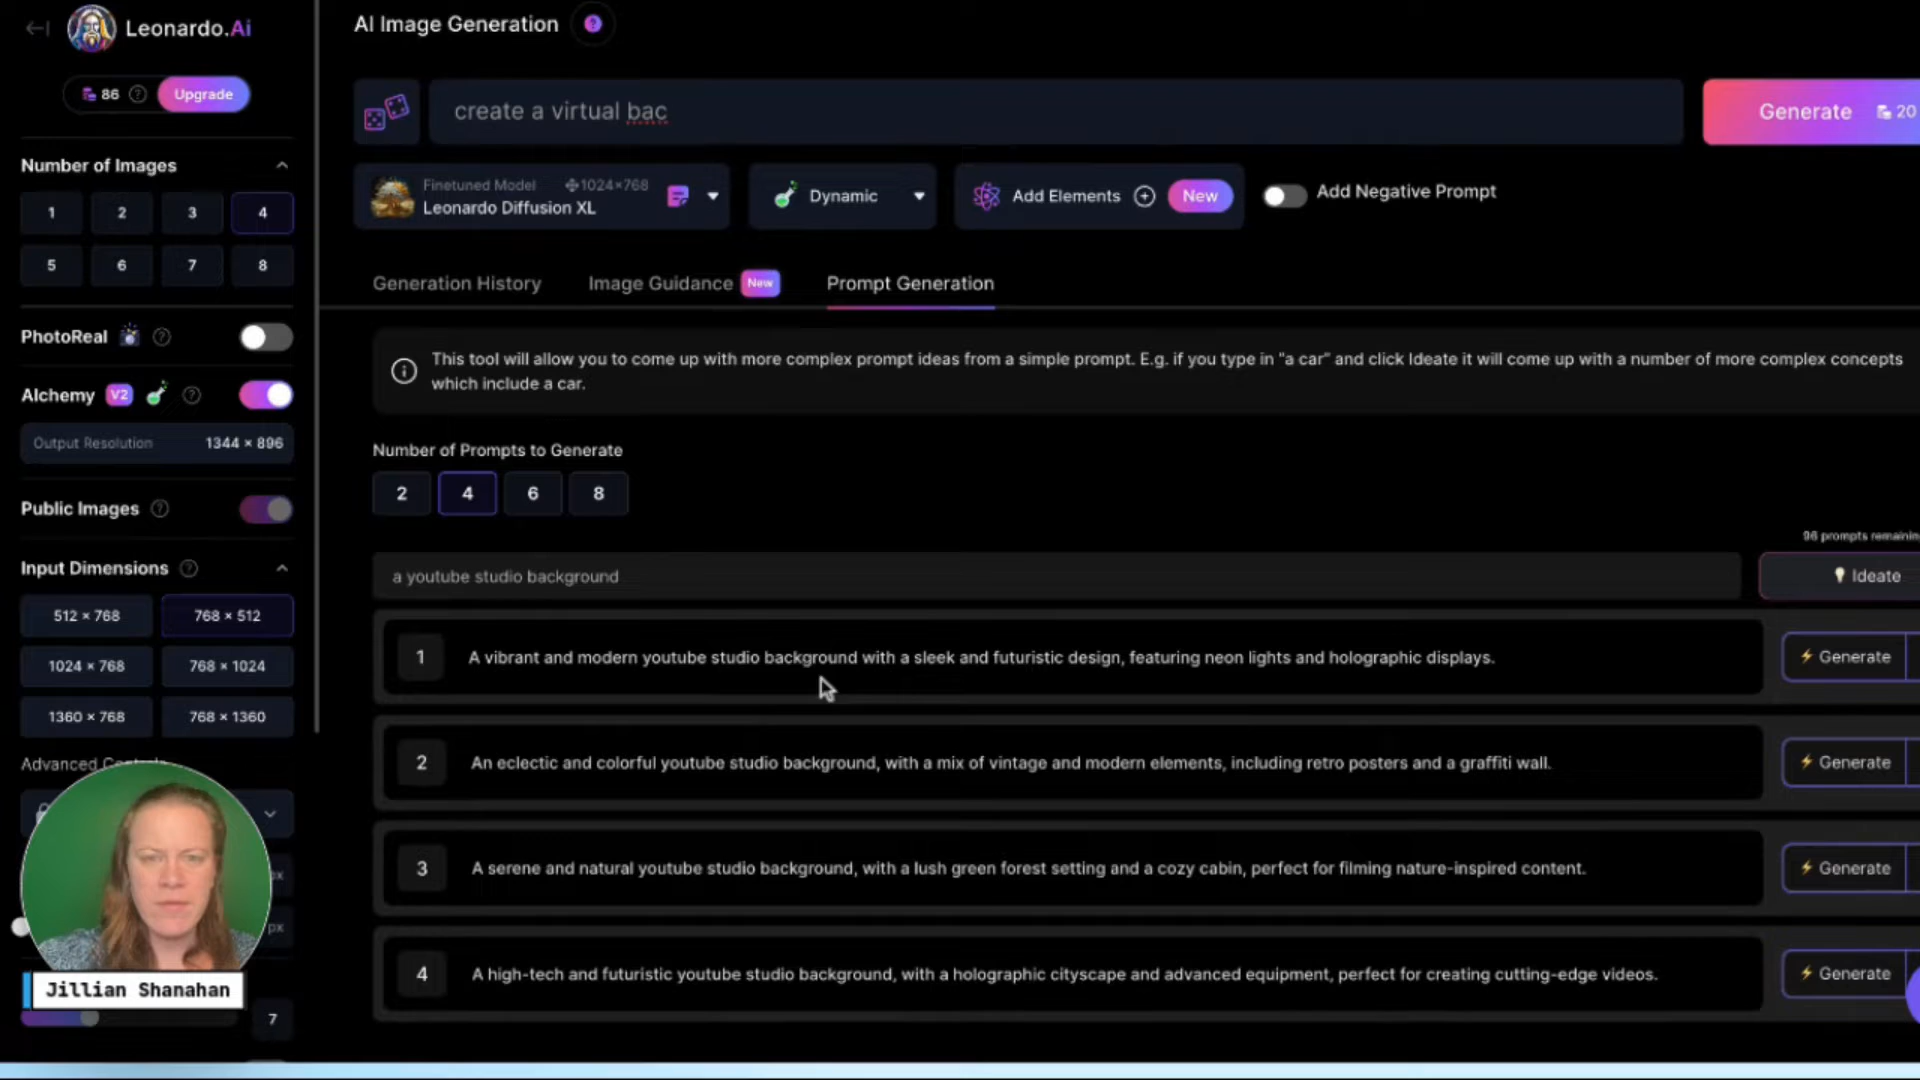 Leonardo.Ai
AI Image Generation
?
86 ? Upgrade
create a virtual bac
Generate 20
Number of Images
1 2 3 4
5 6 7 8
Finetuned Model 1024×768
Leonardo Diffusion XL
Dynamic
Add Elements New
Add Negative Prompt
Generation History
Image Guidance New
Prompt Generation
PhotoReal ?
Alchemy V2 ?
Output Resolution 1344 × 896
Public Images ?
Input Dimensions ?
512 × 768 768 × 512
1024 × 768 768 × 1024
1360 × 768 768 × 1360
This tool will allow you to come up with more complex prompt ideas from a simple prompt. E.g. if you type in "a car" and click Ideate it will come up with a number of more complex concepts
which include a car.
Number of Prompts to Generate
2 4 6 8
96 prompts remainin
a youtube studio background
Ideate
1 A vibrant and modern youtube studio background with a sleek and futuristic design, featuring neon lights and holographic displays. Generate
2 An eclectic and colorful youtube studio background, with a mix of vintage and modern elements, including retro posters and a graffiti wall. Generate
3 A serene and natural youtube studio background, with a lush green forest setting and a cozy cabin, perfect for filming nature-inspired content. Generate
4 A high-tech and futuristic youtube studio background, with a holographic cityscape and advanced equipment, perfect for creating cutting-edge videos. Generate
Advanced
px
Jillian Shanahan
7